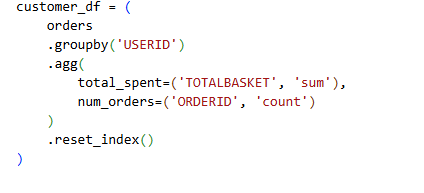 customer_df = (
    orders
    .groupby('USERID')
    .agg(
        total_spent=('TOTALBASKET', 'sum'),
        num_orders=('ORDERID', 'count')
    )
    .reset_index()
)